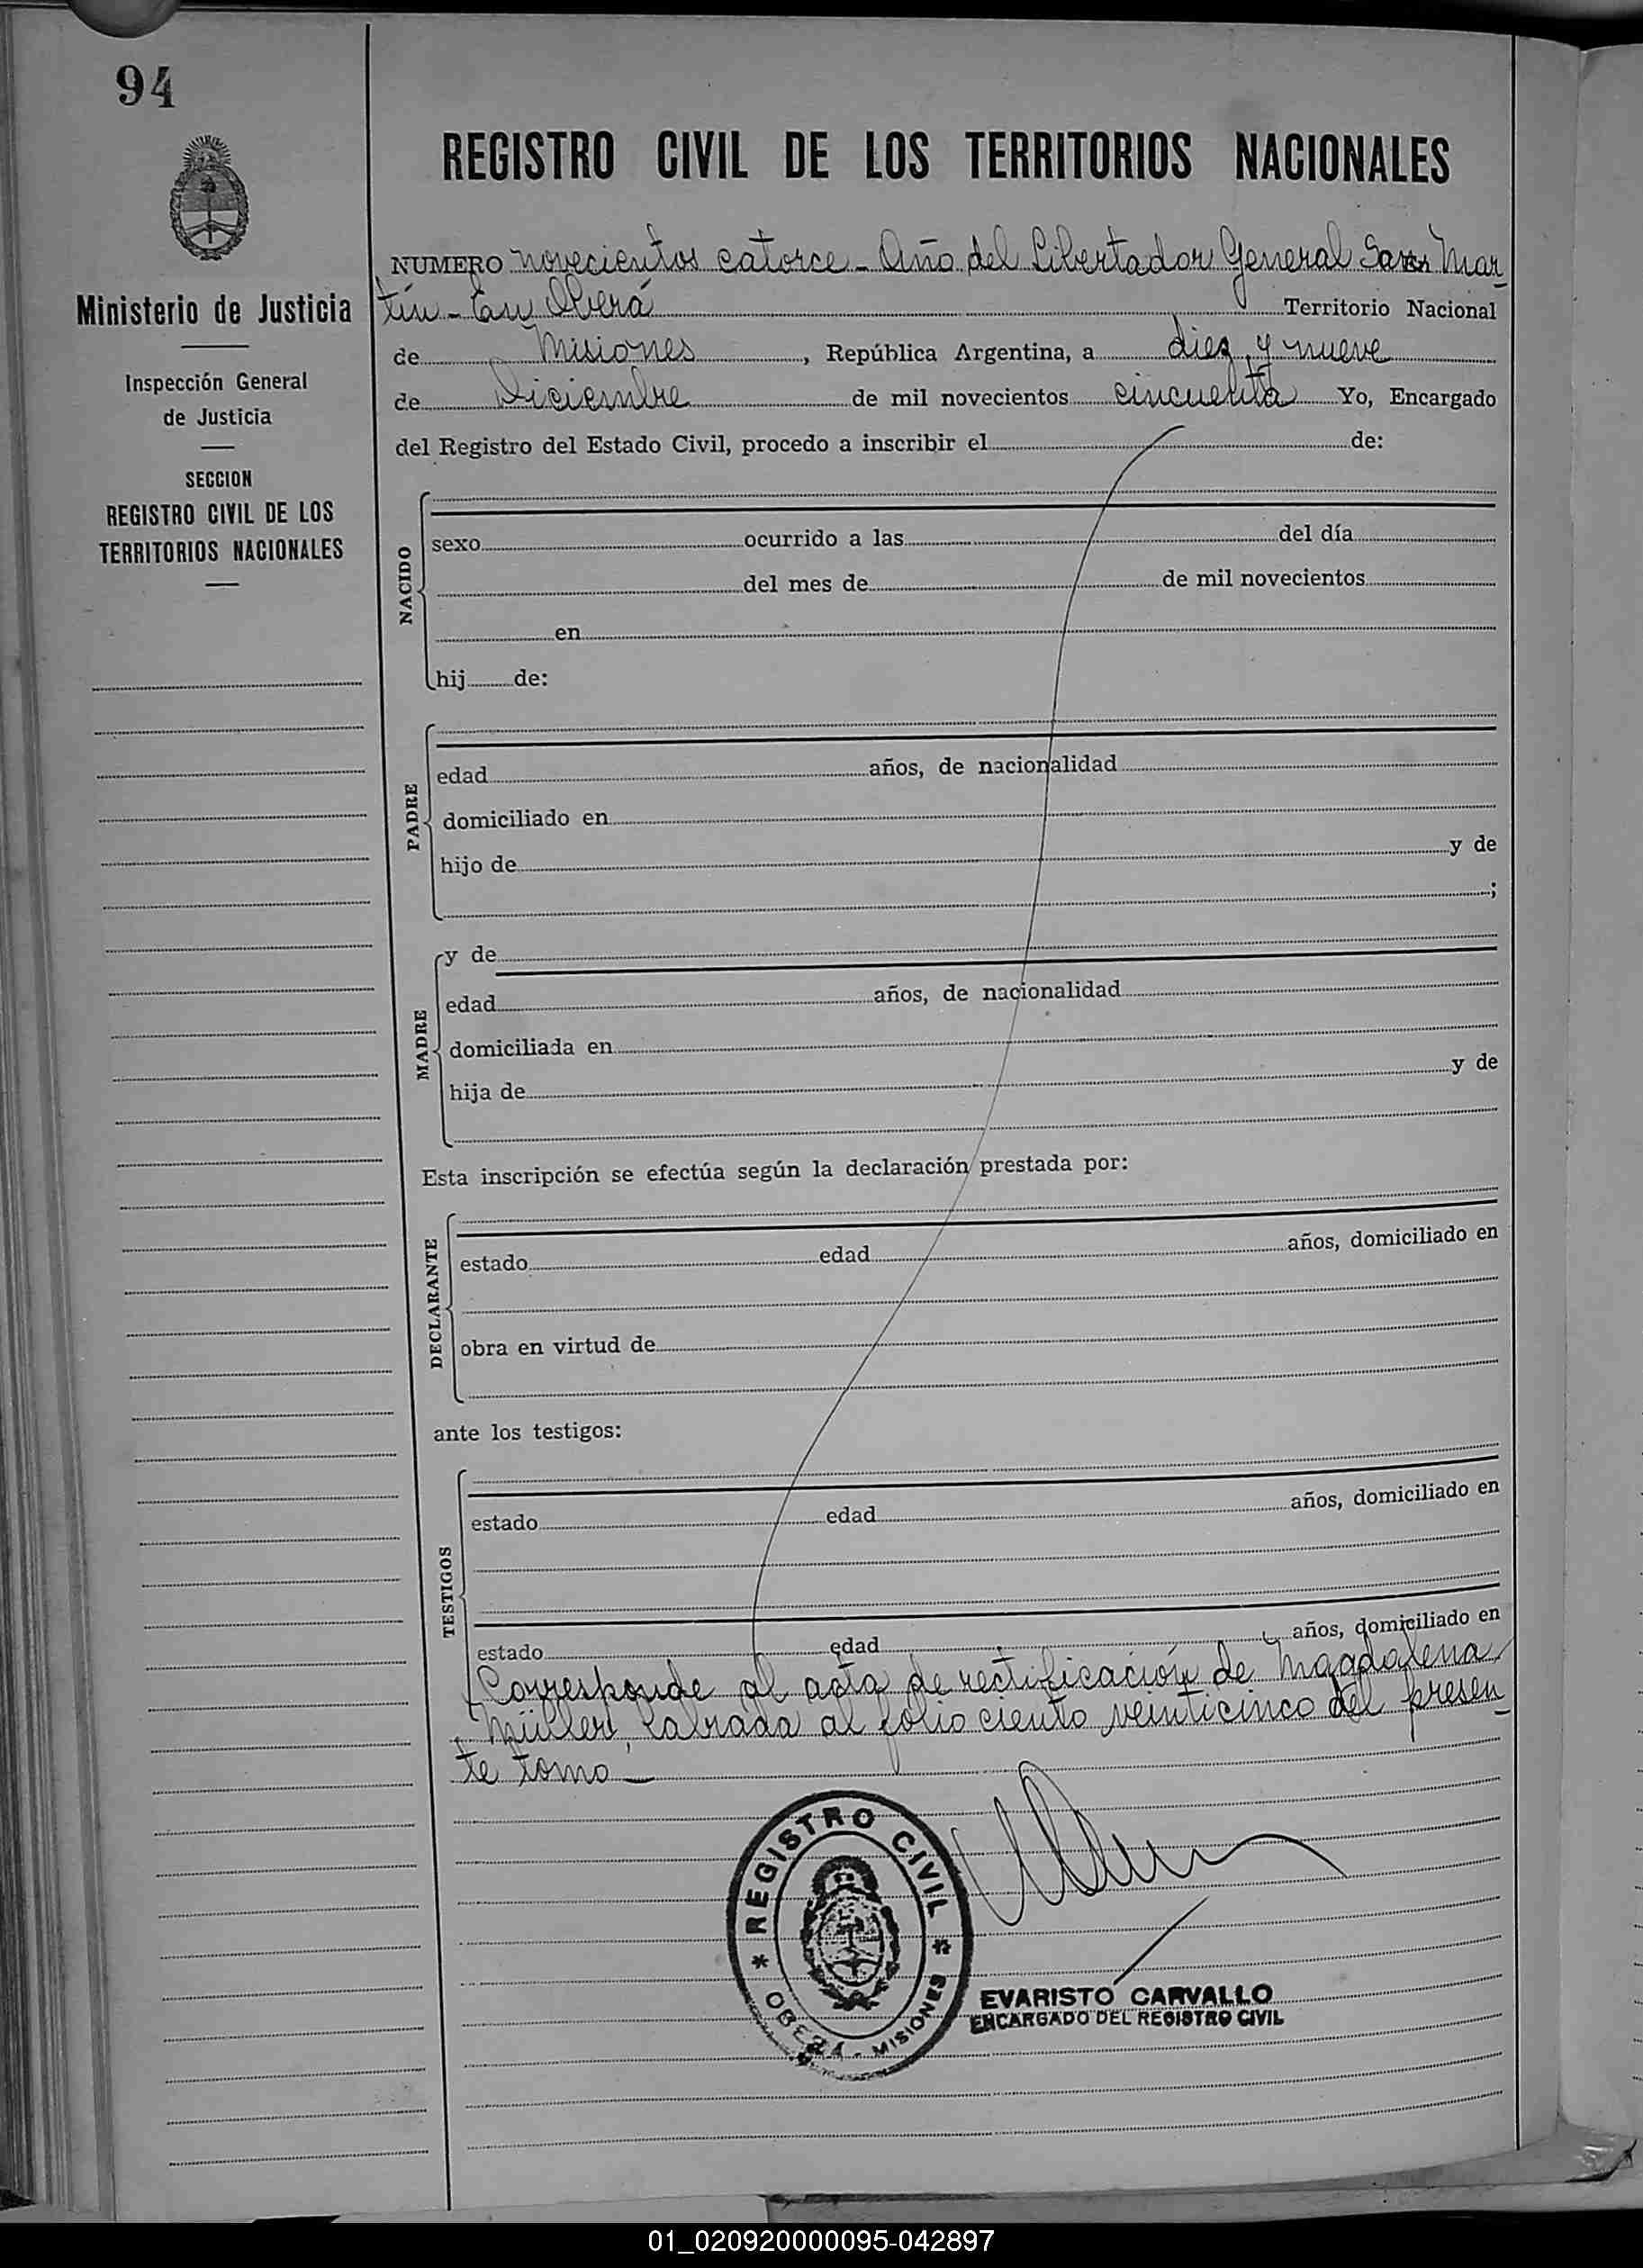 94
Ministerio de Justicia
Inspección General
de Justicia
SECCION
REGISTRO CIVIL DE LOS
TERRITORIOS NACIONALES
REGISTRO CIVIL DE LOS TERRITORIOS NACIONALES
NUMERO novecientos catorce - Año del Libertador General San Mar-
tín - En Oberá Territorio Nacional
de Misiones, República Argentina, a diez y nueve
de Diciembre de mil novecientos cincuenta Yo, Encargado
del Registro del Estado Civil, procedo a inscribir el de:
NACIDO
sexo ocurrido a las del día
del mes de de mil novecientos
en
hij de:
PADRE
edad años, de nacionalidad
domiciliado en
hijo de y de
;
MADRE
y de
edad años, de nacionalidad
domiciliada en
hija de y de
Esta inscripción se efectúa según la declaración prestada por:
DECLARANTE
estado edad años, domiciliado en
obra en virtud de
ante los testigos:
TESTIGOS
estado edad años, domiciliado en
estado edad años, domiciliado en
Corresponde al acta de rectificación de Magdalena
Müller, labrada al folio ciento veinticinco del presen-
te tomo -
REGISTRO CIVIL
OBERA - MISIONES
EVARISTO CARVALLO
ENCARGADO DEL REGISTRO CIVIL
01_020920000095-042897